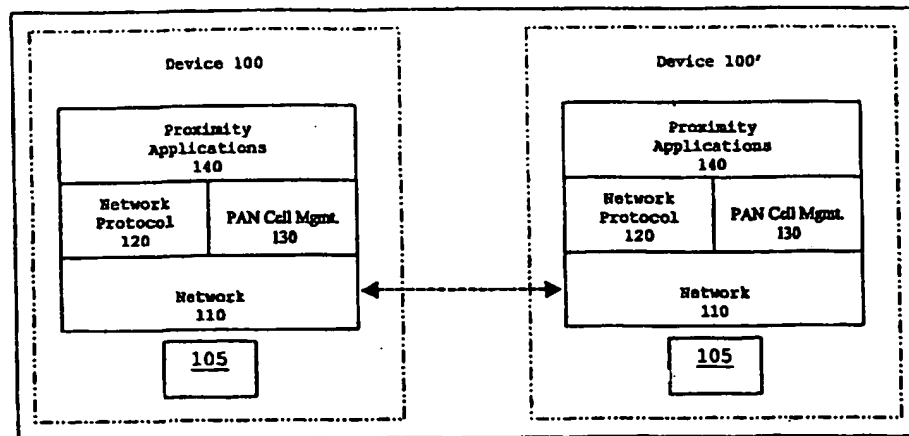 Device 100
Proximity
Applications
140
Network
Protocol
120
PAN Cell Mgmt.
130
Network
110
105
Device 100'
Proximity
Applications
140
Network
Protocol
120
PAN Cell Mgmt.
130
Network
110
105